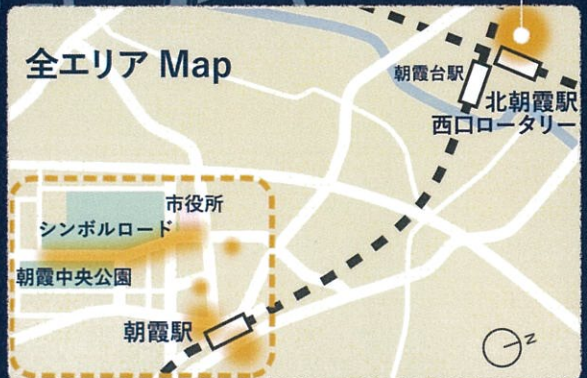 全エリア Map
朝霞台駅
北朝霞駅
西口ロータリー
市役所
シンボルロード
朝霞中央公園
朝霞駅
N